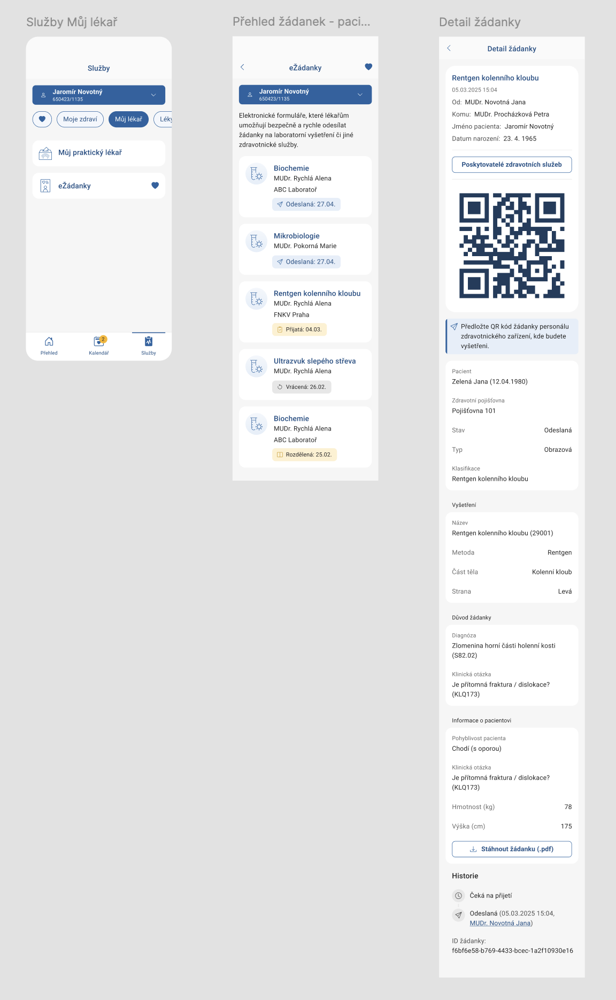 Služby Můj lékař
Služby
Jaromír Novotný
650423/1135
Moje zdraví
Můj lékař
Léky
Můj praktický lékař
eŽádanky
Přehled
2
Kalendář
Služby
Přehled žádanek - paci...
eŽádanky
Jaromír Novotný
650423/1135
Elektronické formuláře, které lékařům
umožňují bezpečně a rychle odesílat
žádanky na laboratorní vyšetření či jiné
zdravotnické služby.
Biochemie
MUDr. Rychlá Alena
ABC Laboratoř
Odeslaná: 27.04.
Mikrobiologie
MUDr. Pokorná Marie
Odeslaná: 27.04.
Rentgen kolenního kloubu
MUDr. Rychlá Alena
FNKV Praha
Přijatá: 04.03.
Ultrazvuk slepého střeva
MUDr. Rychlá Alena
Vrácená: 26.02.
Biochemie
MUDr. Rychlá Alena
ABC Laboratoř
Rozdělená: 25.02.
Detail žádanky
Detail žádanky
Rentgen kolenního kloubu
05.03.2025 15:04
Od: MUDr. Novotná Jana
Komu: MUDr. Procházková Petra
Jméno pacienta: Jaromír Novotný
Datum narození: 23. 4. 1965
Poskytovatelé zdravotních služeb
Předložte QR kód žádanky personálu
zdravotnického zařízení, kde budete
vyšetřeni.
Pacient
Zelená Jana (12.04.1980)
Zdravotní pojišťovna
Pojišťovna 101
Stav Odeslaná
Typ Obrazová
Klasifikace
Rentgen kolenního kloubu
Vyšetření
Název
Rentgen kolenního kloubu (29001)
Metoda Rentgen
Část těla Kolenní kloub
Strana Levá
Důvod žádanky
Diagnóza
Zlomenina horní části holenní kosti
(S82.02)
Klinická otázka
Je přítomná fraktura / dislokace?
(KLQ173)
Informace o pacientovi
Pohyblivost pacienta
Chodí (s oporou)
Klinická otázka
Je přítomná fraktura / dislokace?
(KLQ173)
Hmotnost (kg) 78
Výška (cm) 175
Stáhnout žádanku (.pdf)
Historie
Čeká na přijetí
Odeslaná (05.03.2025 15:04,
MUDr. Novotná Jana)
ID žádanky:
f6bf6e58-b769-4433-bcec-1a2f10930e16